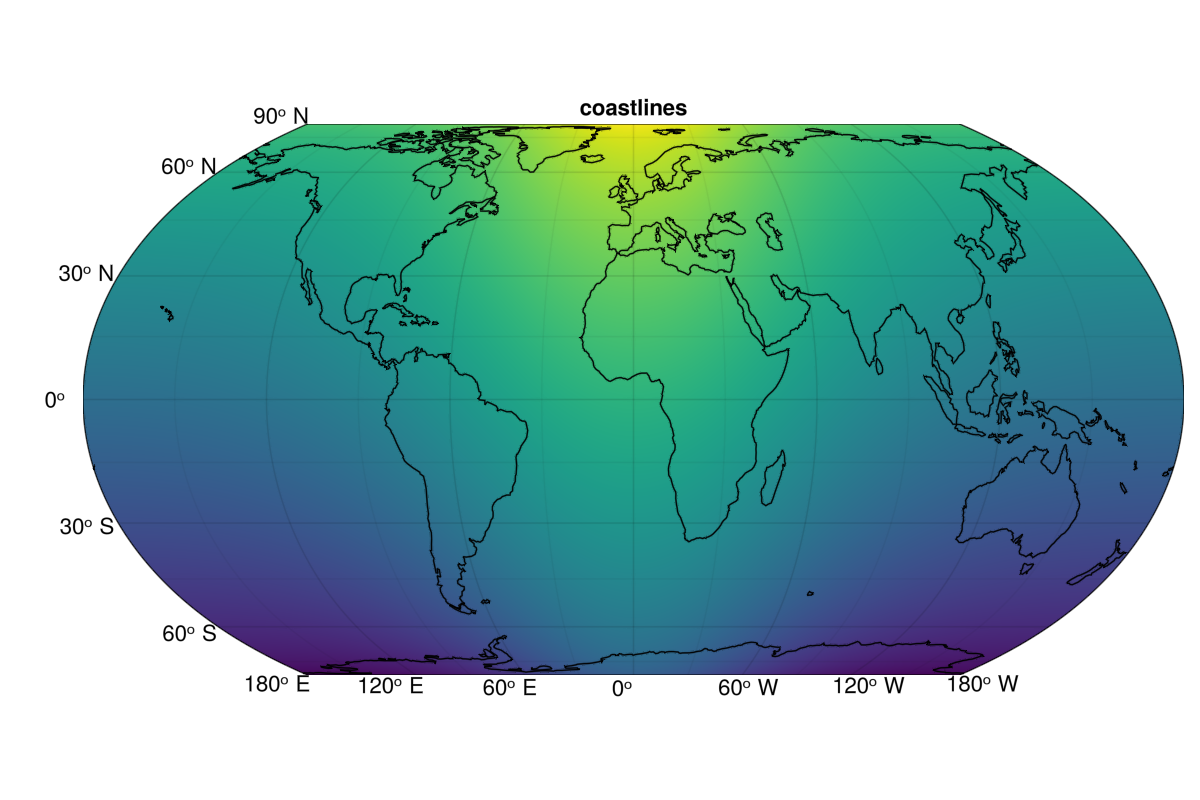 coastlines
90ᵒ N
60ᵒ N
30ᵒ N
0ᵒ
30ᵒ S
60ᵒ S
180ᵒ E 120ᵒ E 60ᵒ E 0ᵒ 60ᵒ W 120ᵒ W 180ᵒ W